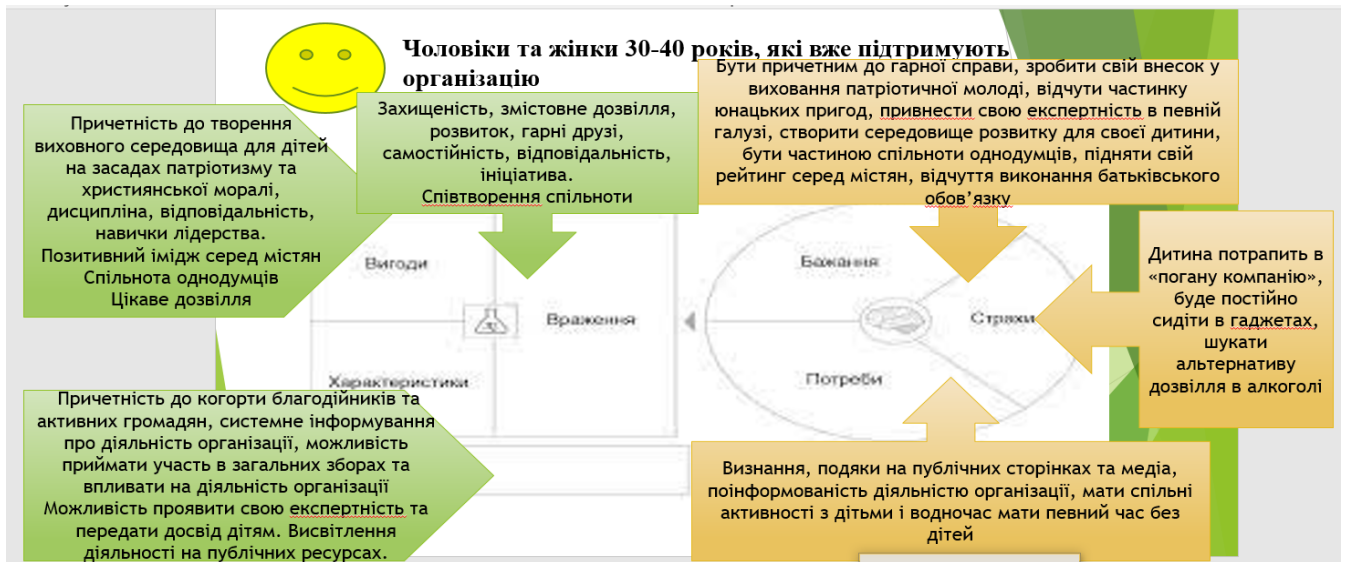 Чоловіки та жінки 30-40 років, які вже підтримують
організацію
Причетність до творення
виховного середовища для дітей
на засадах патріотизму та
християнської моралі,
дисципліна, відповідальність,
навички лідерства.
Позитивний імідж серед містян
Спільнота однодумців
Цікаве дозвілля
Захищеність, змістовне дозвілля,
розвиток, гарні друзі,
самостійність, відповідальність,
ініціатива.
Співтворення спільноти
Бути причетним до гарної справи, зробити свій внесок у
виховання патріотичної молоді, відчути частинку
юнацьких пригод, привнести свою експертність в певній
галузі, створити середовище розвитку для своєї дитини,
бути частиною спільноти однодумців, підняти свій
рейтинг серед містян, відчуття виконання батьківського
обов’язку
Дитина потрапить в
«погану компанію»,
буде постійно
сидіти в гаджетах,
шукати
альтернативу
дозвілля в алкоголі
Вигоди
Враження
Характеристики
Бажання
Страхи
Потреби
Причетність до когорти благодійників та
активних громадян, системне інформування
про діяльність організації, можливість
приймати участь в загальних зборах та
впливати на діяльність організації
Можливість проявити свою експертність та
передати досвід дітям. Висвітлення
діяльності на публічних ресурсах.
Визнання, подяки на публічних сторінках та медіа,
поінформованість діяльністю організації, мати спільні
активності з дітьми і водночас мати певний час без
дітей